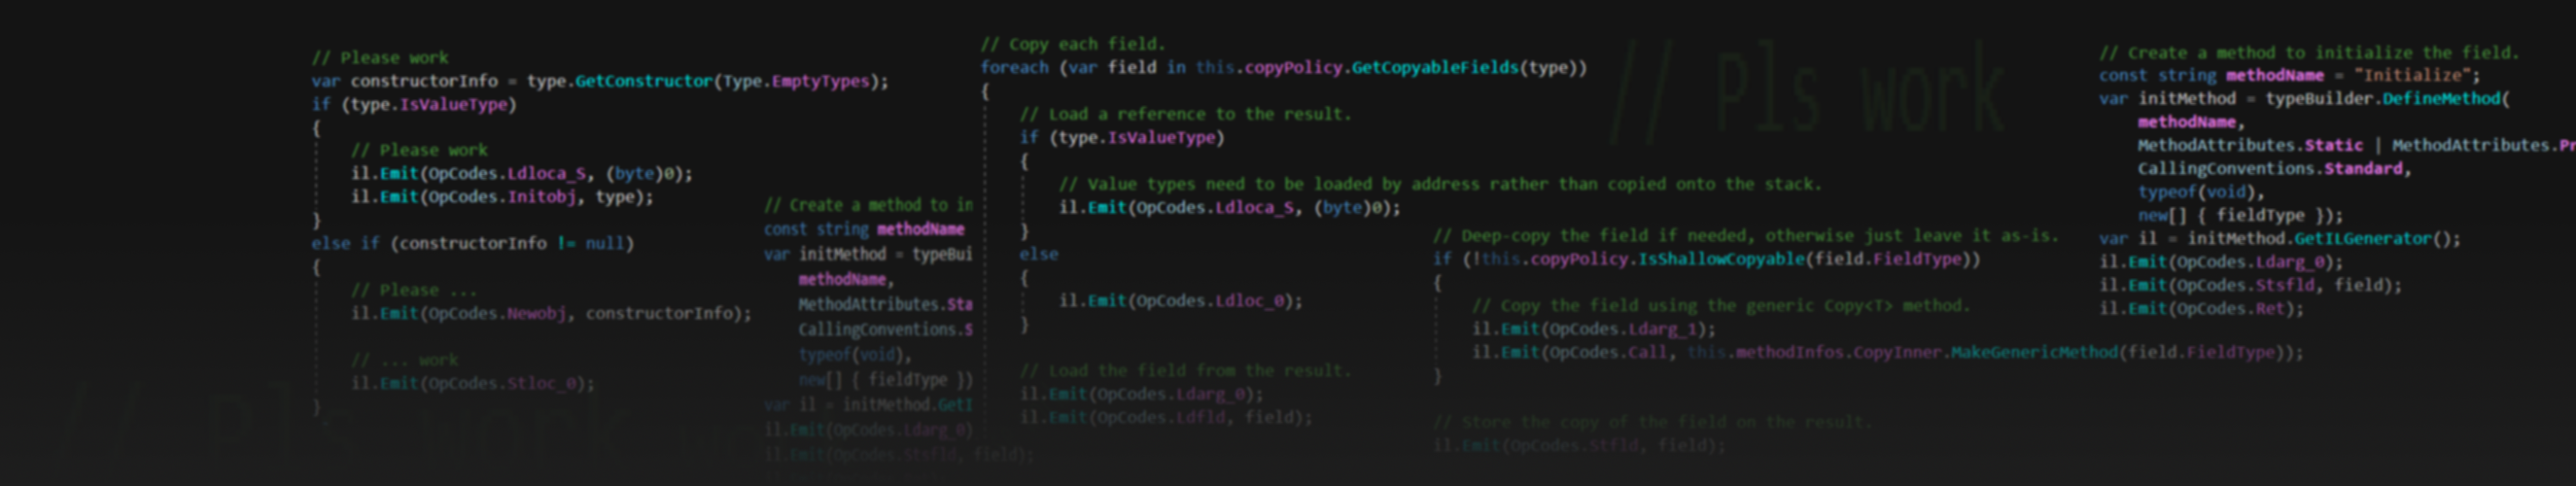 // Please work
var constructorInfo = type.GetConstructor(Type.EmptyTypes);
if (type.IsValueType)
{
    // Please work
    il.Emit(OpCodes.Ldloca_S, (byte)0);
    il.Emit(OpCodes.Initobj, type);
}
else if (constructorInfo != null)
{
    // Please ...
    il.Emit(OpCodes.Newobj, constructorInfo);

    // ... work
    il.Emit(OpCodes.Stloc_0);
}
// Pls work
// Create a method to in
const string methodName
var initMethod = typeBui
    methodName,
    MethodAttributes.Sta
    CallingConventions.S
    typeof(void),
    new[] { fieldType })
var il = initMethod.GetI
il.Emit(OpCodes.Ldarg_0)
il.Emit(OpCodes.Stsfld, field);
// Copy each field.
foreach (var field in this.copyPolicy.GetCopyableFields(type))
{
    // Load a reference to the result.
    if (type.IsValueType)
    {
        // Value types need to be loaded by address rather than copied onto the stack.
        il.Emit(OpCodes.Ldloca_S, (byte)0);
    }
    else
    {
        il.Emit(OpCodes.Ldloc_0);
    }

    // Load the field from the result.
    il.Emit(OpCodes.Ldarg_0);
    il.Emit(OpCodes.Ldfld, field);
// Pls work
// Deep-copy the field if needed, otherwise just leave it as-is.
if (!this.copyPolicy.IsShallowCopyable(field.FieldType))
{
    // Copy the field using the generic Copy<T> method.
    il.Emit(OpCodes.Ldarg_1);
    il.Emit(OpCodes.Call, this.methodInfos.CopyInner.MakeGenericMethod(field.FieldType));
}

// Store the copy of the field on the result.
il.Emit(OpCodes.Stfld, field);
// Create a method to initialize the field.
const string methodName = "Initialize";
var initMethod = typeBuilder.DefineMethod(
    methodName,
    MethodAttributes.Static | MethodAttributes.Pr
    CallingConventions.Standard,
    typeof(void),
    new[] { fieldType });
var il = initMethod.GetILGenerator();
il.Emit(OpCodes.Ldarg_0);
il.Emit(OpCodes.Stsfld, field);
il.Emit(OpCodes.Ret);